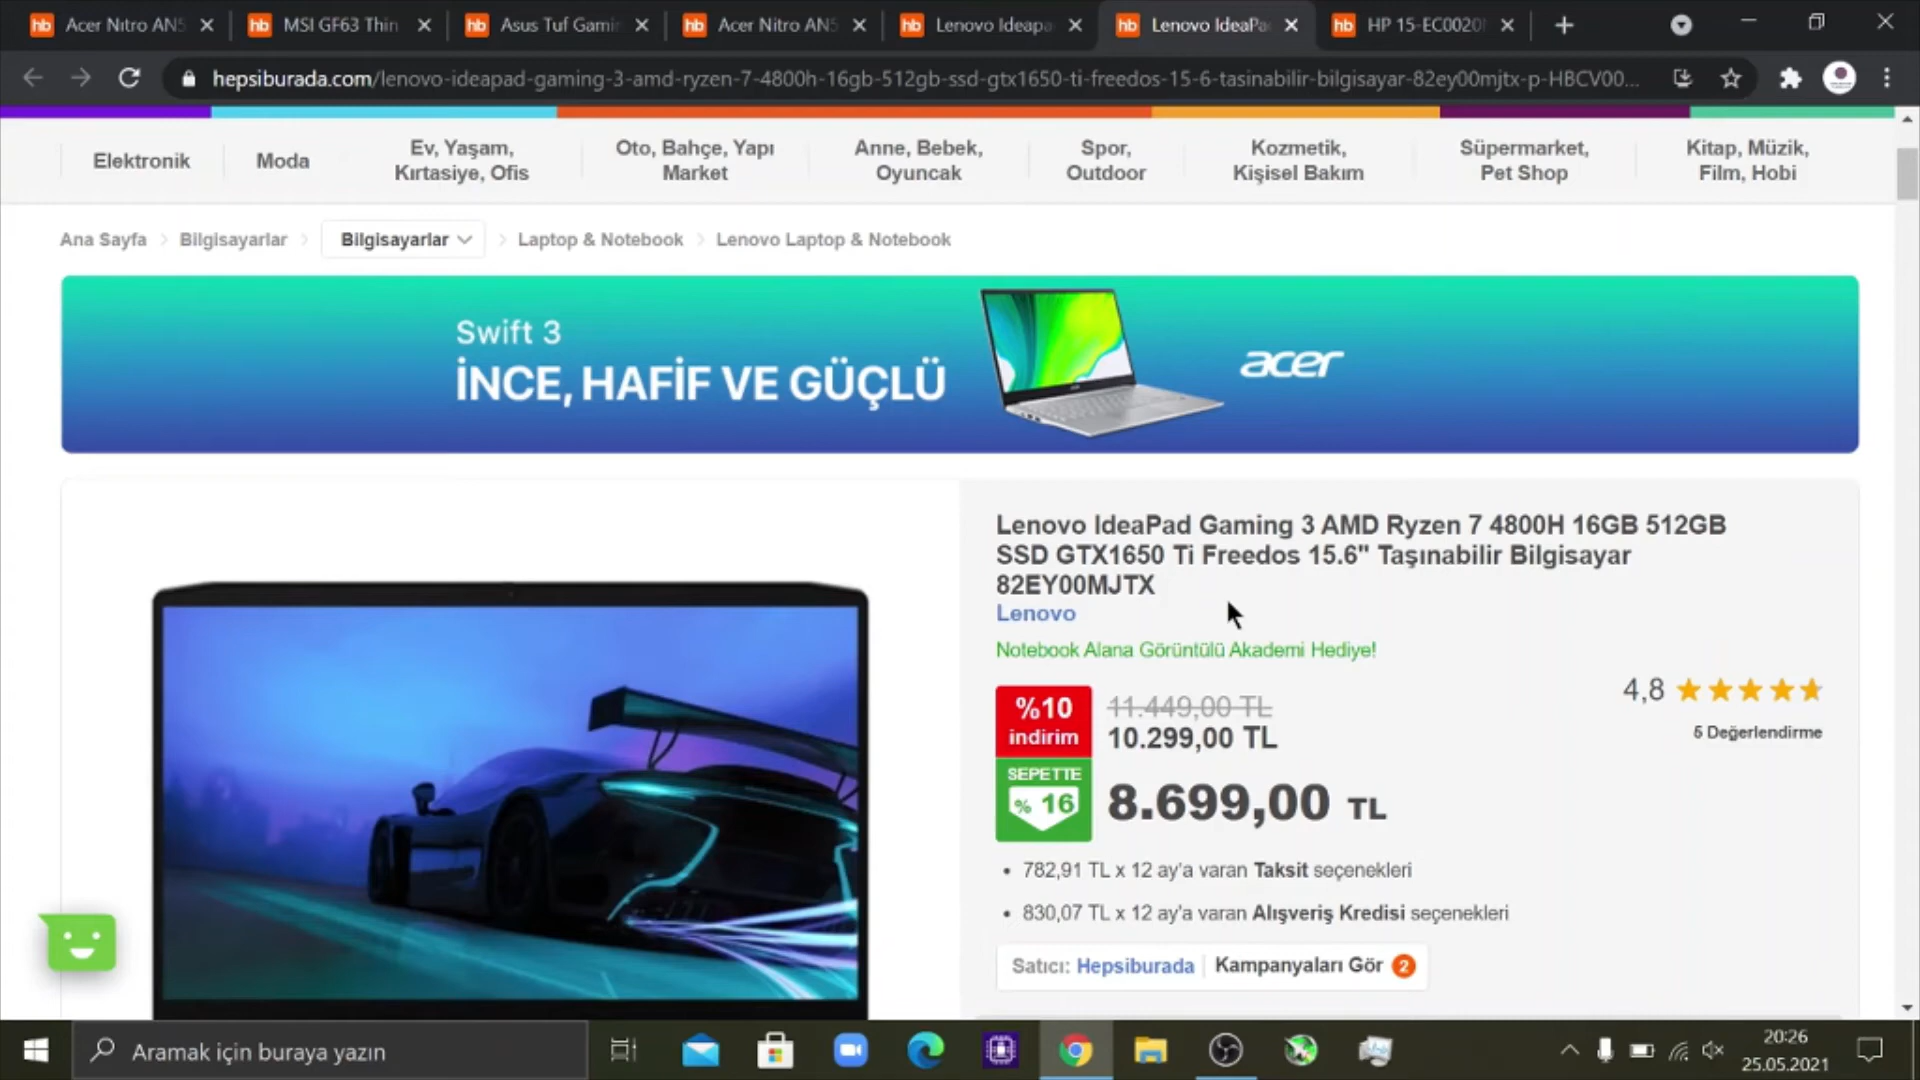 Acer Nitro AN5
MSI GF63 Thin
Asus Tuf Gamin
Acer Nitro AN5
Lenovo Ideapa
Lenovo IdeaPa
HP 15-EC0020
hepsiburada.com/lenovo-ideapad-gaming-3-amd-ryzen-7-4800h-16gb-512gb-ssd-gtx1650-ti-freedos-15-6-tasinabilir-bilgisayar-82ey00mjtx-p-HBCV00...
Elektronik
Moda
Ev, Yaşam,
Kırtasiye, Ofis
Oto, Bahçe, Yapı
Market
Anne, Bebek,
Oyuncak
Spor,
Outdoor
Kozmetik,
Kişisel Bakım
Süpermarket,
Pet Shop
Kitap, Müzik,
Film, Hobi
Ana Sayfa
Bilgisayarlar
Bilgisayarlar
Laptop & Notebook
Lenovo Laptop & Notebook
Swift 3
İNCE, HAFİF VE GÜÇLÜ
acer
Lenovo IdeaPad Gaming 3 AMD Ryzen 7 4800H 16GB 512GB
SSD GTX1650 Ti Freedos 15.6" Taşınabilir Bilgisayar
82EY00MJTX
Lenovo
Notebook Alana Görüntülü Akademi Hediye!
%10
indirim
11.449,00 TL
10.299,00 TL
4,8
5 Değerlendirme
SEPETTE
% 16
8.699,00 TL
782,91 TL x 12 ay'a varan Taksit seçenekleri
830,07 TL x 12 ay'a varan Alışveriş Kredisi seçenekleri
Satıcı: Hepsiburada
Kampanyaları Gör 2
Aramak için buraya yazın
20:26
25.05.2021